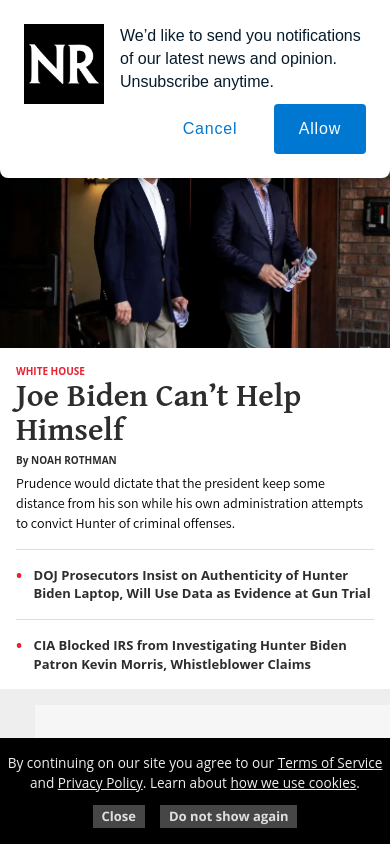 NR
We’d like to send you notifications
of our latest news and opinion.
Unsubscribe anytime.
Cancel
Allow
WHITE HOUSE
Joe Biden Can’t Help
Himself
By NOAH ROTHMAN
Prudence would dictate that the president keep some
distance from his son while his own administration attempts
to convict Hunter of criminal offenses.
• DOJ Prosecutors Insist on Authenticity of Hunter
Biden Laptop, Will Use Data as Evidence at Gun Trial
• CIA Blocked IRS from Investigating Hunter Biden
Patron Kevin Morris, Whistleblower Claims
By continuing on our site you agree to our Terms of Service
and Privacy Policy. Learn about how we use cookies.
Close
Do not show again